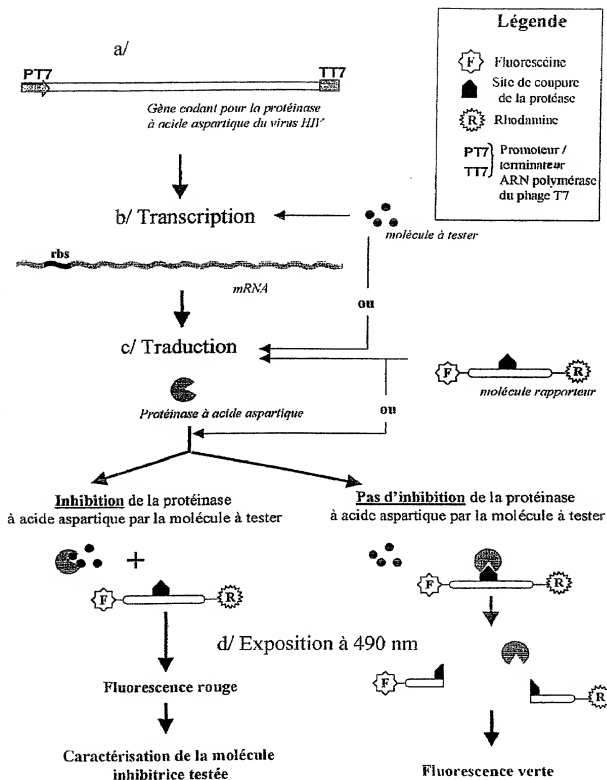 a/
PT7
TT7
Gène codant pour la protéinase
à acide aspartique du virus HIV
Légende
F
Fluorescéine
Site de coupure
de la protéase
R
Rhodamine
PT7
TT7
Promoteur /
terminateur
ARN polymérase
du phage T7
b/ Transcription
molécule à tester
rbs
mRNA
ou
c/ Traduction
F
R
molécule rapporteur
Protéinase à acide aspartique
ou
Inhibition de la protéinase
à acide aspartique par la molécule à tester
Pas d'inhibition de la protéinase
à acide aspartique par la molécule à tester
+
F
R
F
R
d/ Exposition à 490 nm
F
R
Fluorescence rouge
Caractérisation de la molécule
inhibitrice testée
Fluorescence verte